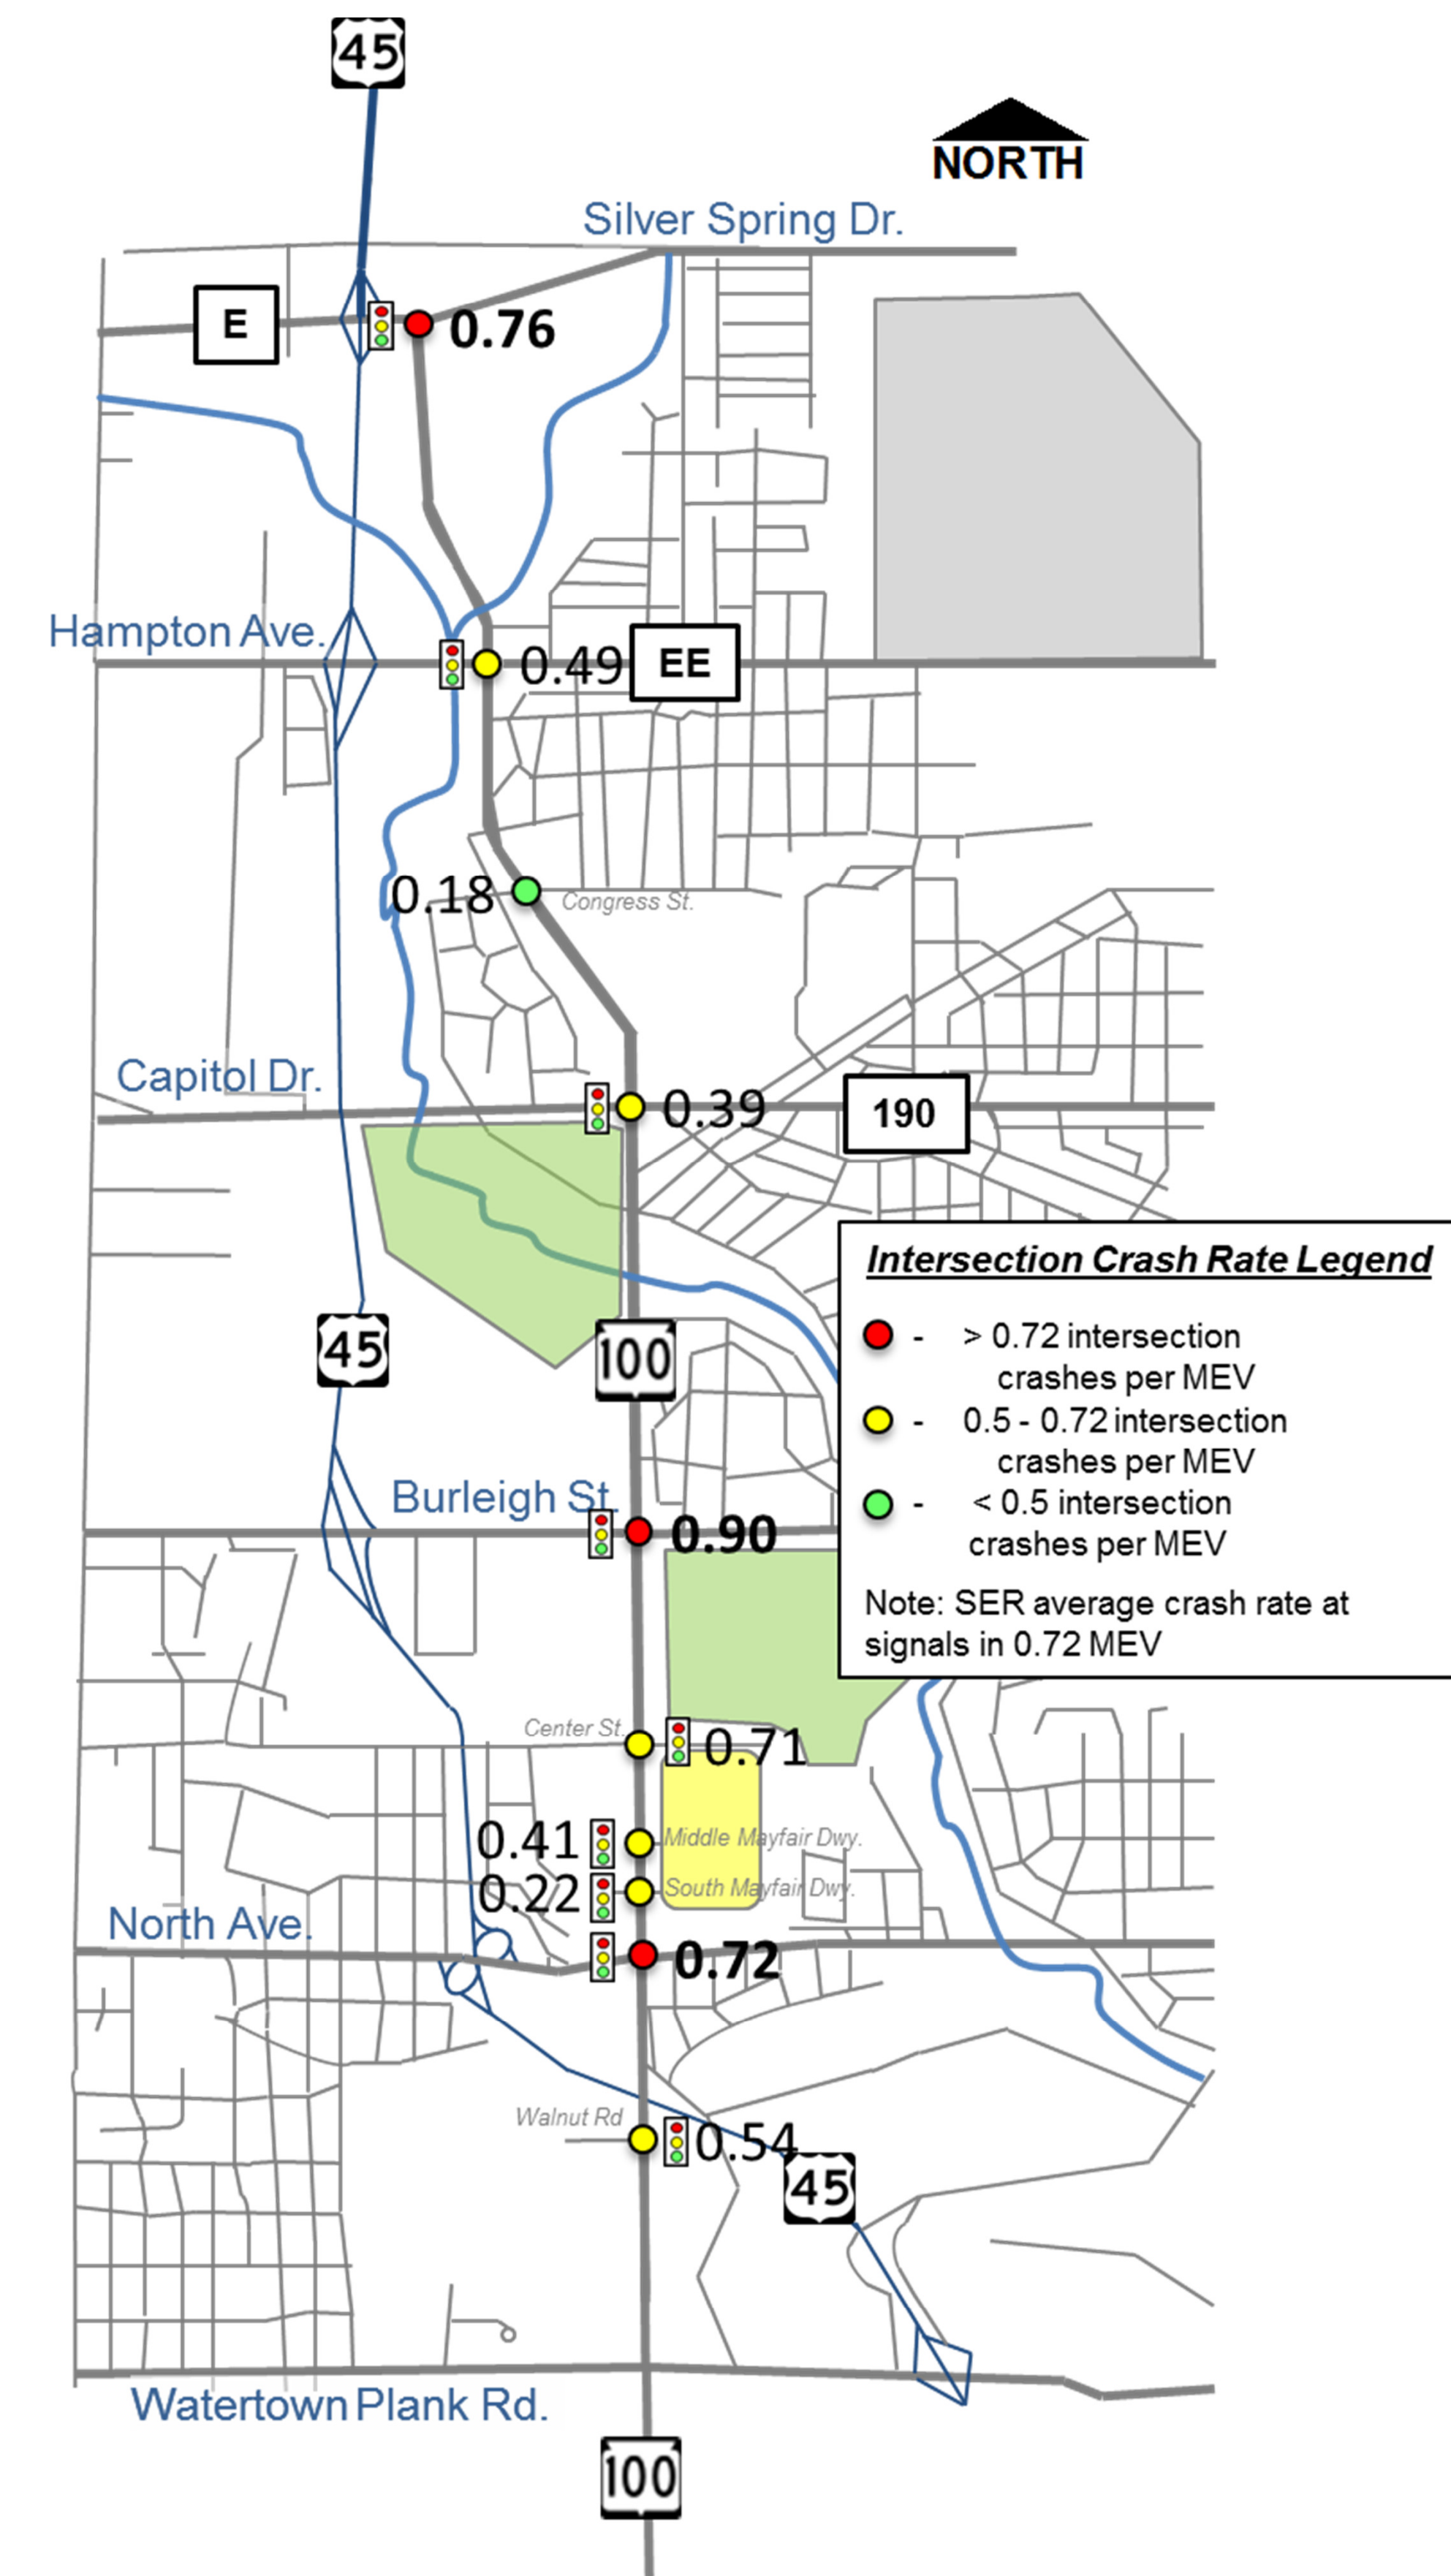 45
NORTH
Silver Spring Dr.
E
0.76
Hampton Ave.
0.49
EE
0.18
Congress St.
Capitol Dr.
0.39
190
Intersection Crash Rate Legend
- > 0.72 intersection
crashes per MEV
- 0.5 - 0.72 intersection
crashes per MEV
- < 0.5 intersection
crashes per MEV
Note: SER average crash rate at
signals in 0.72 MEV
45
100
Burleigh St.
0.90
Center St.
0.71
0.41
Middle Mayfair Dwy.
0.22
South Mayfair Dwy.
North Ave.
0.72
Walnut Rd
0.54
45
Watertown Plank Rd.
100